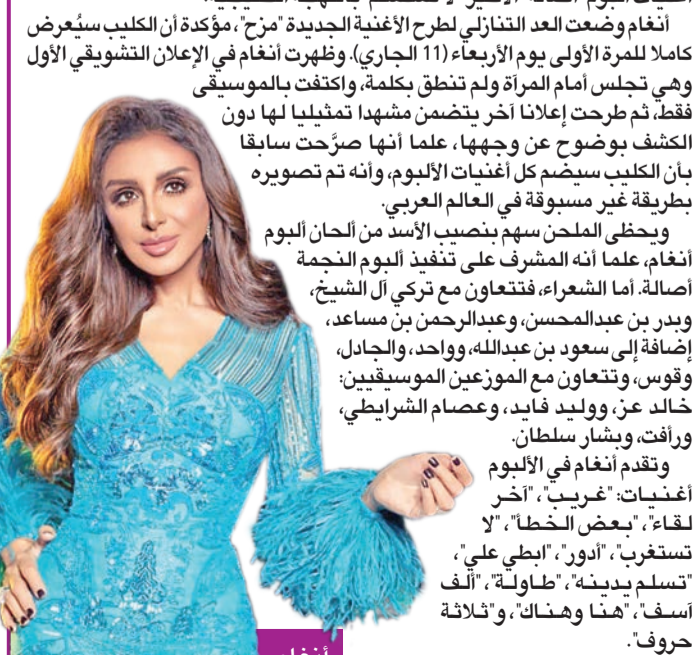 أنغام وضعت العد التنازلي لطرح الأغنية الجديدة "مزح"، مؤكدة أن الكليب سيُعرض
كاملا للمرة الأولى يوم الأربعاء (11 الجاري). وظهرت أنغام في الإعلان التشويقي الأول
وهي تجلس أمام المرآة ولم تنطق بكلمة، واكتفت بالموسيقى
فقط، ثم طرحت إعلانا آخر يتضمن مشهدا تمثيليا لها دون
الكشف بوضوح عن وجهها، علما أنها صرَّحت سابقا
بأن الكليب سيضم كل أغنيات الألبوم، وأنه تم تصويره
بطريقة غير مسبوقة في العالم العربي.
ويحظى الملحن سهم بنصيب الأسد من ألحان ألبوم
أنغام، علما أنه المشرف على تنفيذ ألبوم النجمة
أصالة. أما الشعراء، فتتعاون مع تركي آل الشيخ،
وبدر بن عبدالمحسن، وعبدالرحمن بن مساعد،
إضافة إلى سعود بن عبدالله، وواحد، والجادل،
وقوس، وتتعاون مع الموزعين الموسيقيين:
خالد عز، ووليد فايد، وعصام الشرايطي،
ورأفت، وبشار سلطان.
وتقدم أنغام في الألبوم
أغنيات: "غريب"، "آخر
لقاء"، "بعض الخطأ"، "لا
تستغرب"، "أدور"، "ابطي علي"،
"تسلم يدينه"، "طاولة"، "ألف
آسف"، "هنا وهناك"، و"ثلاثة
حروف".
أنغام